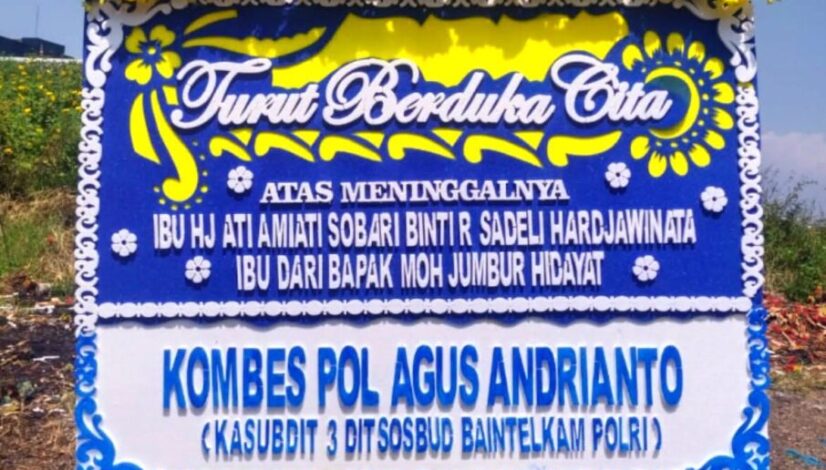 Turut Berduka Cita
ATAS MENINGGALNYA
IBU HJ ATI AMIATI SOBARI BINTI R SADELI HARDJAWINATA
IBU DARI BAPAK MOH JUMBUR HIDAYAT
KOMBES POL AGUS ANDRIANTO
( KASUBDIT 3 DITSOSBUD BAINTELKAM POLRI )